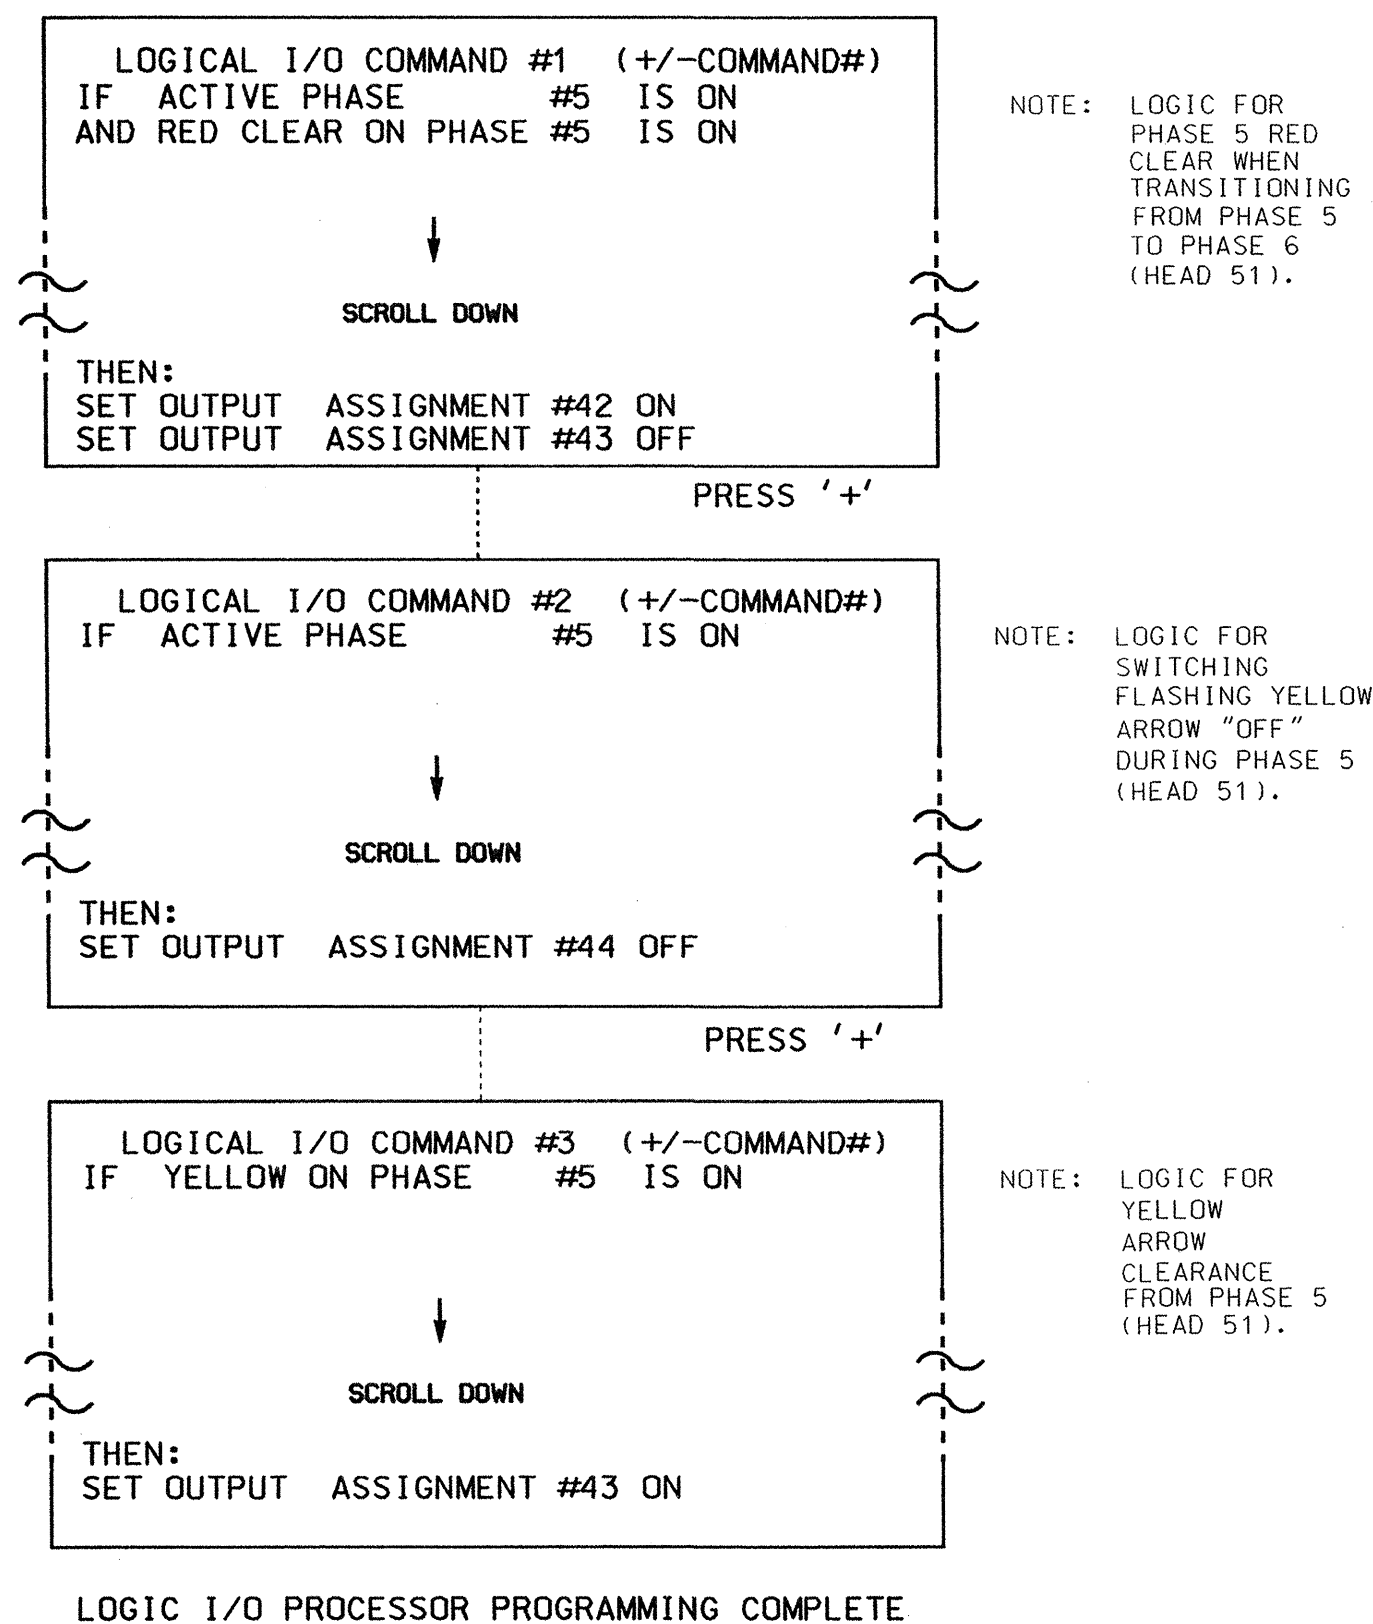 LOGICAL I/O COMMAND #1 (+/-COMMAND#)
IF ACTIVE PHASE #5 IS ON
AND RED CLEAR ON PHASE #5 IS ON
SCROLL DOWN
THEN:
SET OUTPUT ASSIGNMENT #42 ON
SET OUTPUT ASSIGNMENT #43 OFF
NOTE: LOGIC FOR
PHASE 5 RED
CLEAR WHEN
TRANSITIONING
FROM PHASE 5
TO PHASE 6
(HEAD 51).
PRESS '+'
LOGICAL I/O COMMAND #2 (+/-COMMAND#)
IF ACTIVE PHASE #5 IS ON
SCROLL DOWN
THEN:
SET OUTPUT ASSIGNMENT #44 OFF
NOTE: LOGIC FOR
SWITCHING
FLASHING YELLOW
ARROW "OFF"
DURING PHASE 5
(HEAD 51).
PRESS '+'
LOGICAL I/O COMMAND #3 (+/-COMMAND#)
IF YELLOW ON PHASE #5 IS ON
SCROLL DOWN
THEN:
SET OUTPUT ASSIGNMENT #43 ON
NOTE: LOGIC FOR
YELLOW
ARROW
CLEARANCE
FROM PHASE 5
(HEAD 51).
LOGIC I/O PROCESSOR PROGRAMMING COMPLETE